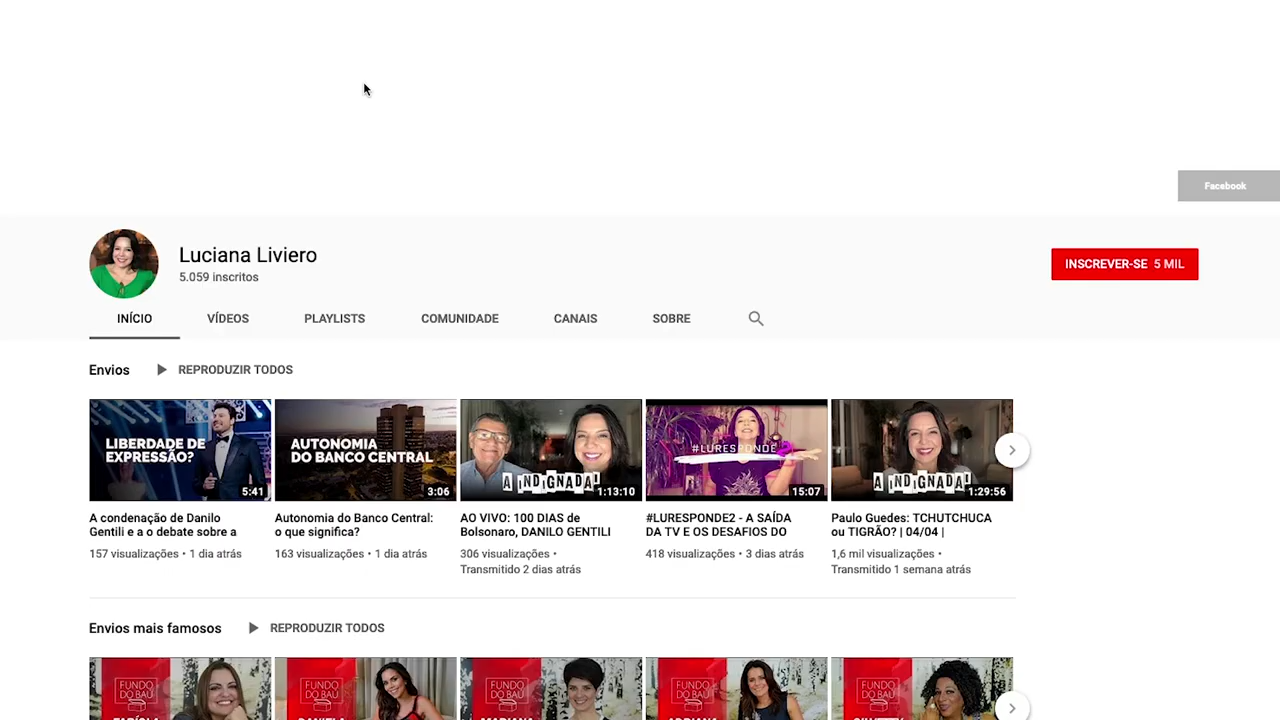 Facebook
Luciana Liviero
5.059 inscritos
INSCREVER-SE 5 MIL
INÍCIO VÍDEOS PLAYLISTS COMUNIDADE CANAIS SOBRE
Envios REPRODUZIR TODOS
LIBERDADE DE
EXPRESSÃO?
5:41
AUTONOMIA
DO BANCO CENTRAL
3:06
A INDIGNADA!
1:13:10
#LURESPONDE
15:07
A INDIGNADA!
1:29:56
A condenação de Danilo
Gentili e a o debate sobre a
157 visualizações • 1 dia atrás
Autonomia do Banco Central:
o que significa?
163 visualizações • 1 dia atrás
AO VIVO: 100 DIAS de
Bolsonaro, DANILO GENTILI
306 visualizações •
Transmitido 2 dias atrás
#LURESPONDE2 - A SAÍDA
DA TV E OS DESAFIOS DO
418 visualizações • 3 dias atrás
Paulo Guedes: TCHUTCHUCA
ou TIGRÃO? | 04/04 |
1,6 mil visualizações •
Transmitido 1 semana atrás
Envios mais famosos REPRODUZIR TODOS
FUNDO
DO BAÚ
FUNDO
DO BAÚ
FUNDO
DO BAÚ
FUNDO
DO BAÚ
FUNDO
DO BAÚ